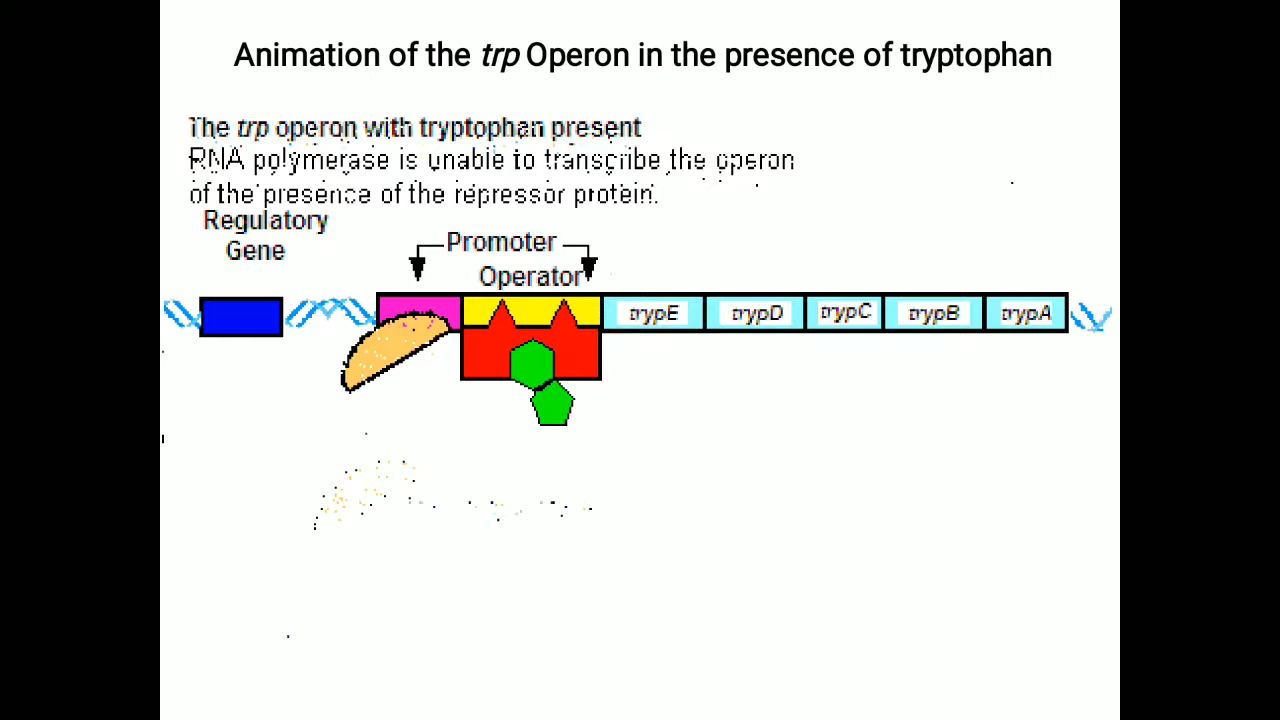 Animation of the trp Operon in the presence of tryptophan
The trp operon with tryptophan present
RNA polymerase is unable to transcribe the operon
of the presence of the repressor protein.
Regulatory
Gene
Promoter
Operator
trypE trypD trypC trypB trypA